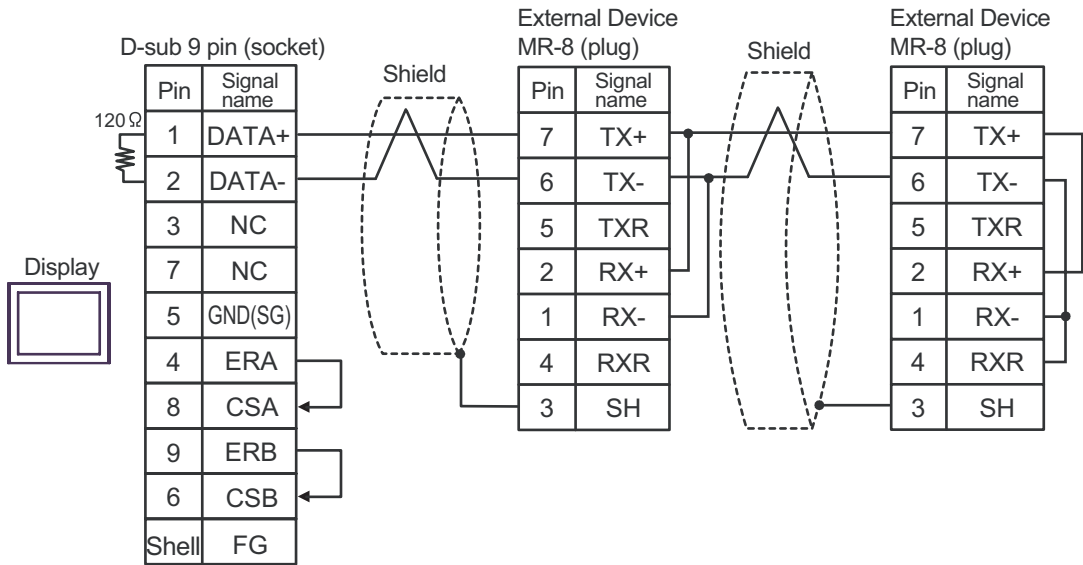 External Device
MR-8 (plug)
External Device
MR-8 (plug)
D-sub 9 pin (socket)
Shield
Shield
Pin Signal name
1 DATA+
2 DATA-
3 NC
7 NC
5 GND(SG)
4 ERA
8 CSA
9 ERB
6 CSB
Shell FG
120Ω
Display
Pin Signal name
7 TX+
6 TX-
5 TXR
2 RX+
1 RX-
4 RXR
3 SH
Pin Signal name
7 TX+
6 TX-
5 TXR
2 RX+
1 RX-
4 RXR
3 SH